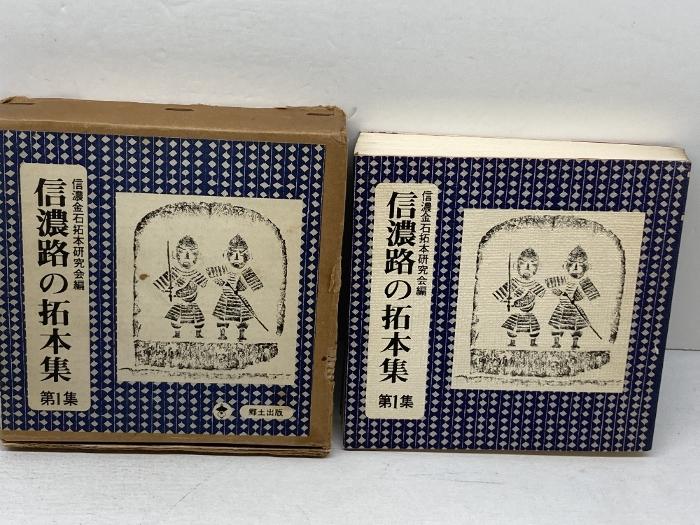 信濃金石拓本研究会編
信濃路の拓本集
第1集
郷土出版
信濃金石拓本研究会編
信濃路の拓本集
第1集